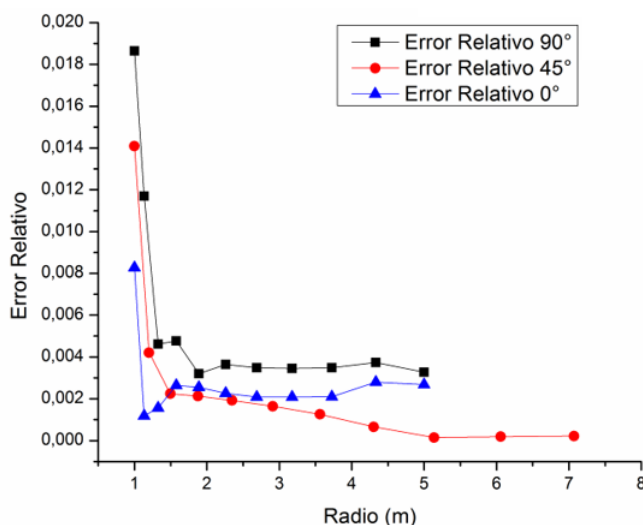 0,020
0,018
0,016
0,014
0,012
0,010
0,008
0,006
0,004
0,002
0,000
Error Relativo
Error Relativo 90°
Error Relativo 45°
Error Relativo 0°
1 2 3 4 5 6 7 8
Radio (m)